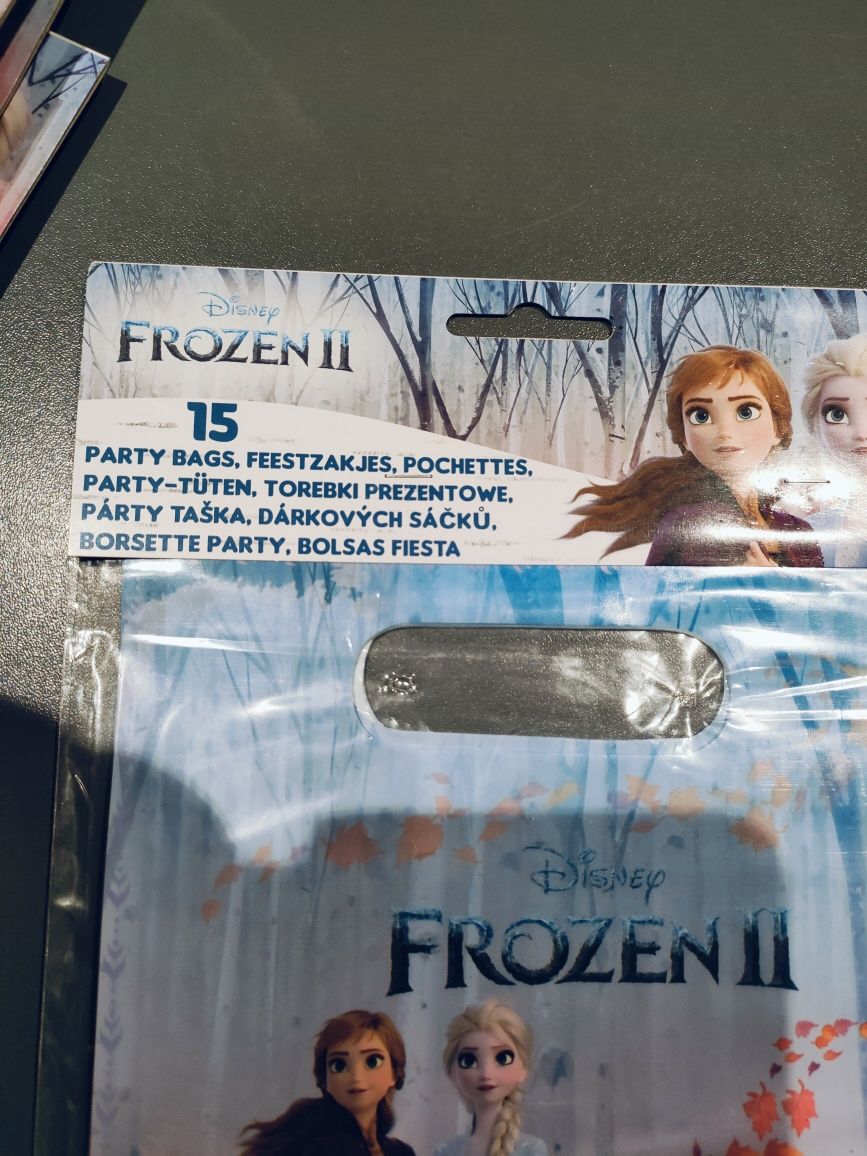 Disney
FROZEN II
15
PARTY BAGS, FEESTZAKJES, POCHETTES,
PARTY-TÜTEN, TOREBKI PREZENTOWE,
PÁRTY TAŠKA, DÁRKOVÝCH SÁČKŮ,
BORSETTE PARTY, BOLSAS FIESTA
Disney
FROZEN II